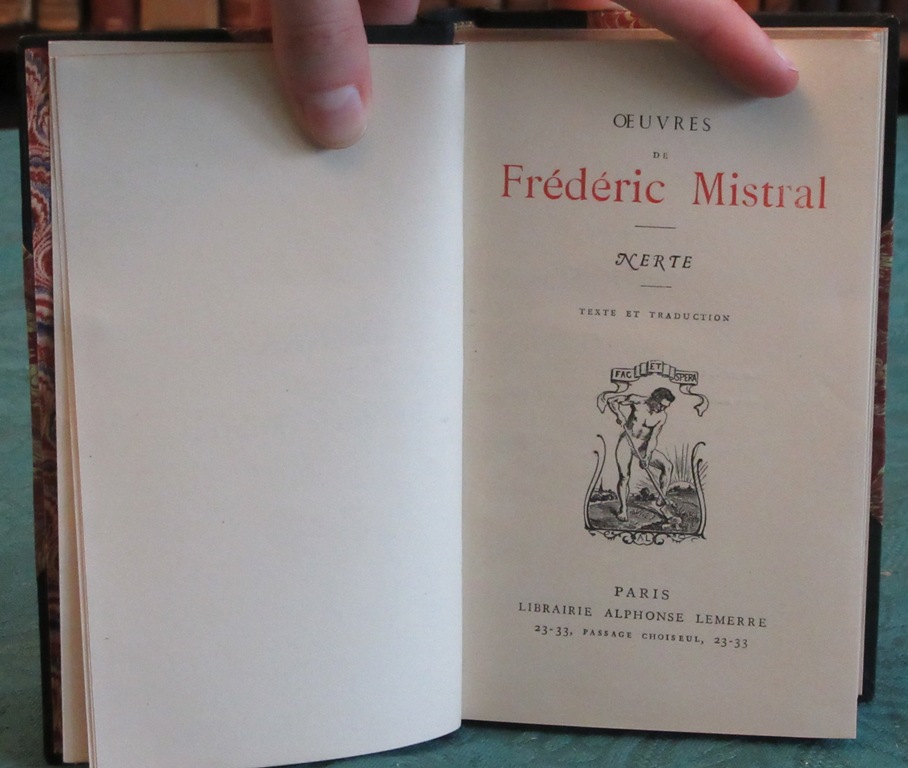 ŒUVRES
DE
Frédéric Mistral
NERTE
TEXTE ET TRADUCTION
FAC ET SPERA
AL
PARIS
LIBRAIRIE ALPHONSE LEMERRE
23-33, PASSAGE CHOISEUL, 23-33